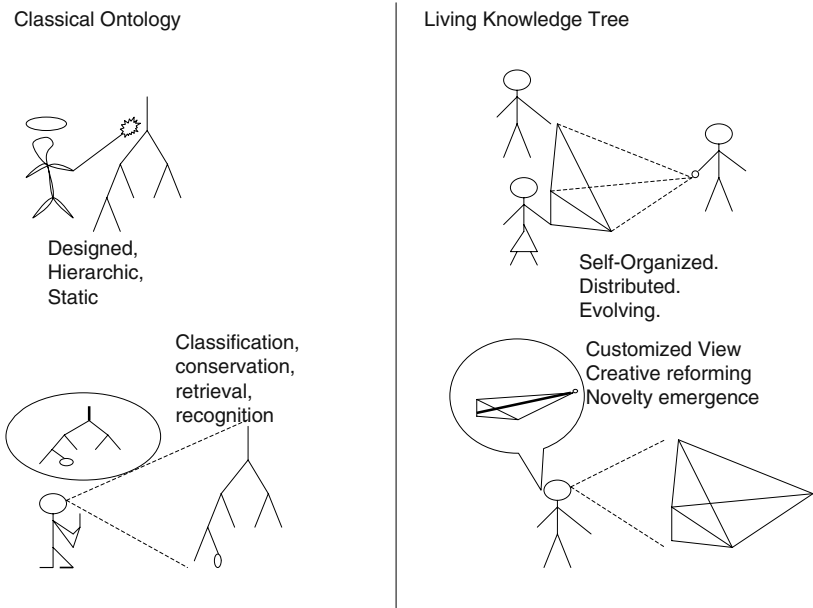 Classical Ontology
Designed,
Hierarchic,
Static
Classification,
conservation,
retrieval,
recognition
Living Knowledge Tree
Self-Organized.
Distributed.
Evolving.
Customized View
Creative reforming
Novelty emergence